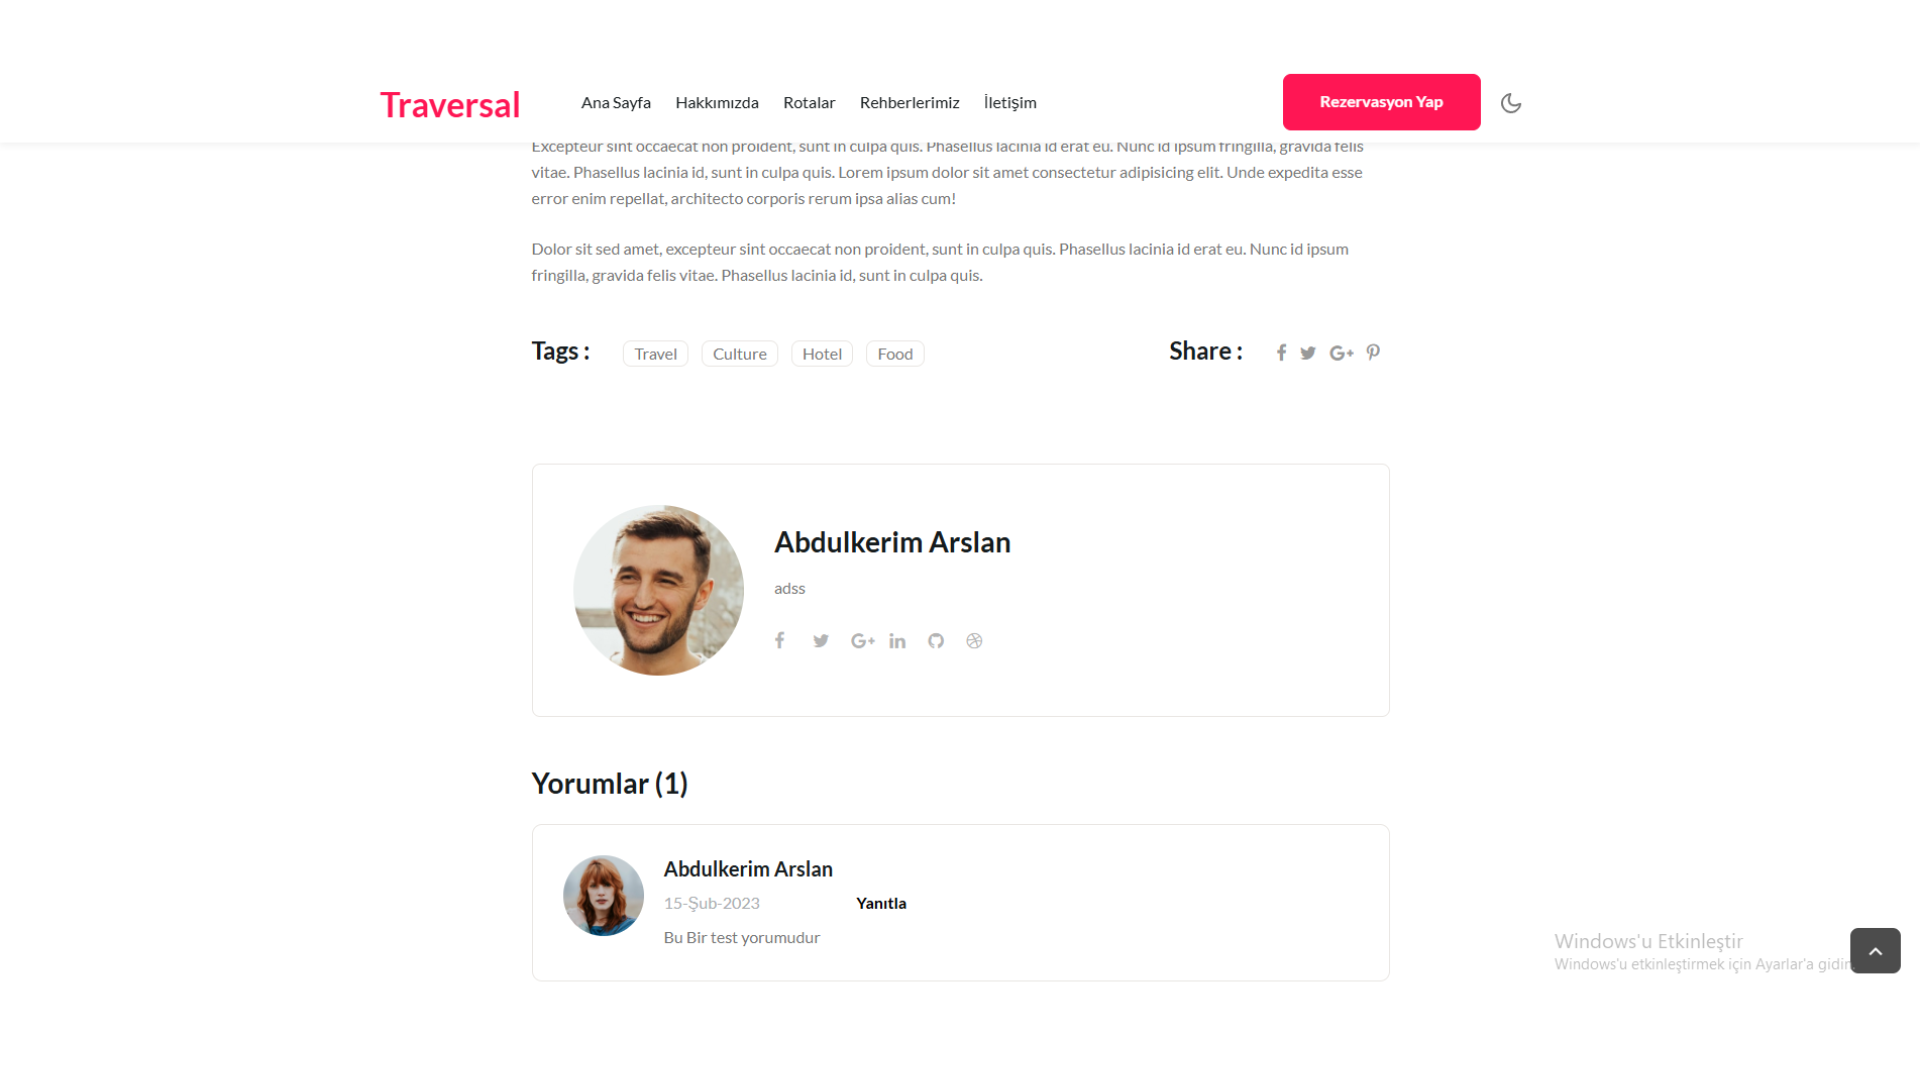 Traversal
Ana Sayfa Hakkımızda Rotalar Rehberlerimiz İletişim
Rezervasyon Yap
Excepteur sint occaecat non proident, sunt in culpa quis. Phasellus lacinia id erat eu. Nunc id ipsum fringilla, gravida felis
vitae. Phasellus lacinia id, sunt in culpa quis. Lorem ipsum dolor sit amet consectetur adipisicing elit. Unde expedita esse
error enim repellat, architecto corporis rerum ipsa alias cum!
Dolor sit sed amet, excepteur sint occaecat non proident, sunt in culpa quis. Phasellus lacinia id erat eu. Nunc id ipsum
fringilla, gravida felis vitae. Phasellus lacinia id, sunt in culpa quis.
Tags : Travel Culture Hotel Food
Share :
Abdulkerim Arslan
adss
Yorumlar (1)
Abdulkerim Arslan
15-Şub-2023 Yanıtla
Bu Bir test yorumudur
Windows'u Etkinleştir
Windows'u etkinleştirmek için Ayarlar'a gidin